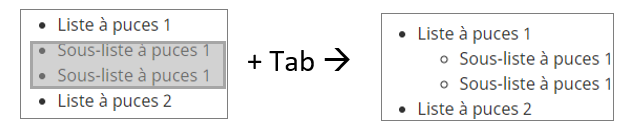 • Liste à puces 1
• Sous-liste à puces 1
• Sous-liste à puces 1
• Liste à puces 2
+ Tab →
• Liste à puces 1
○ Sous-liste à puces 1
○ Sous-liste à puces 1
• Liste à puces 2